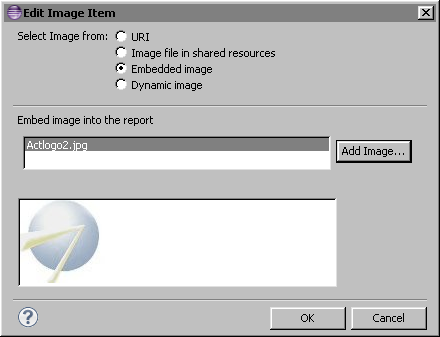 Edit Image Item
Select Image from: URI
Image file in shared resources
Embedded image
Dynamic image
Embed image into the report
Actlogo2.jpg
Add Image...
?
OK Cancel